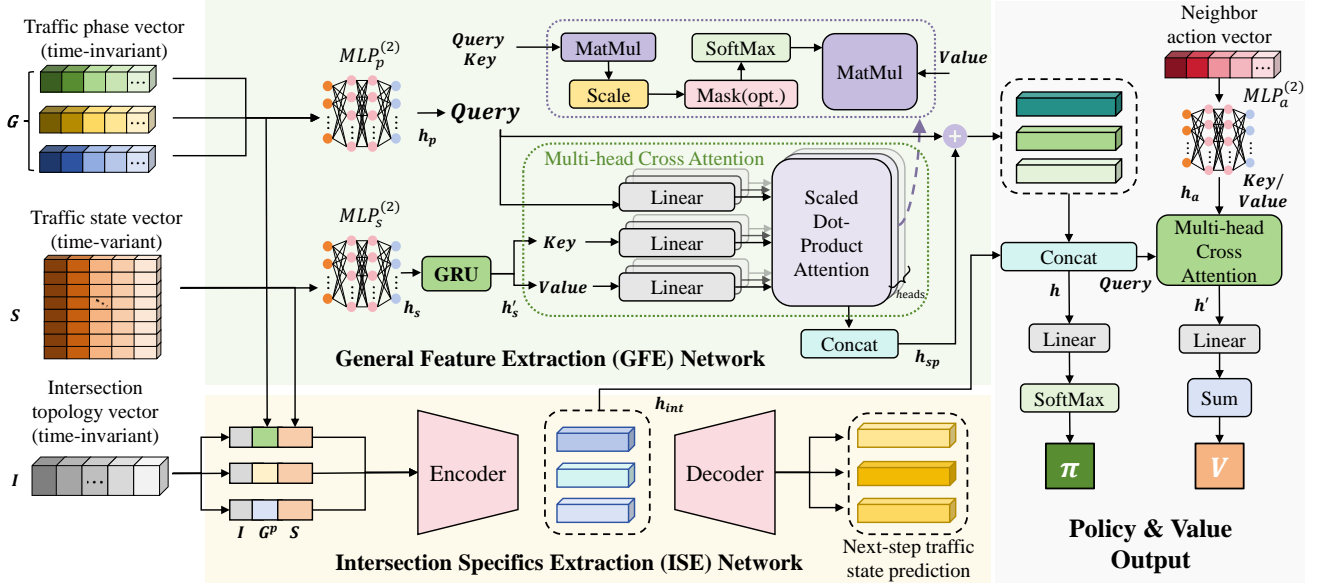 Traffic phase vector
(time-invariant)
...
G
...
...
Traffic state vector
(time-variant)
S
Intersection
topology vector
(time-invariant)
I
...
MLP_p^(2)
h_p
Query
Query
Key
MatMul
Scale
SoftMax
Mask(opt.)
MatMul
Value
Multi-head Cross Attention
Linear
Linear
Linear
Scaled
Dot-
Product
Attention
heads
MLP_s^(2)
h_s
GRU
h'_s
Key
Value
Concat
h_sp
General Feature Extraction (GFE) Network
I G^p S
Encoder
h_int
Decoder
Next-step traffic
state prediction
Intersection Specifics Extraction (ISE) Network
Neighbor
action vector
...
MLP_a^(2)
h_a
Key/
Value
Concat
Query
Multi-head
Cross
Attention
h
h'
Linear
Linear
SoftMax
Sum
π
V
Policy & Value
Output